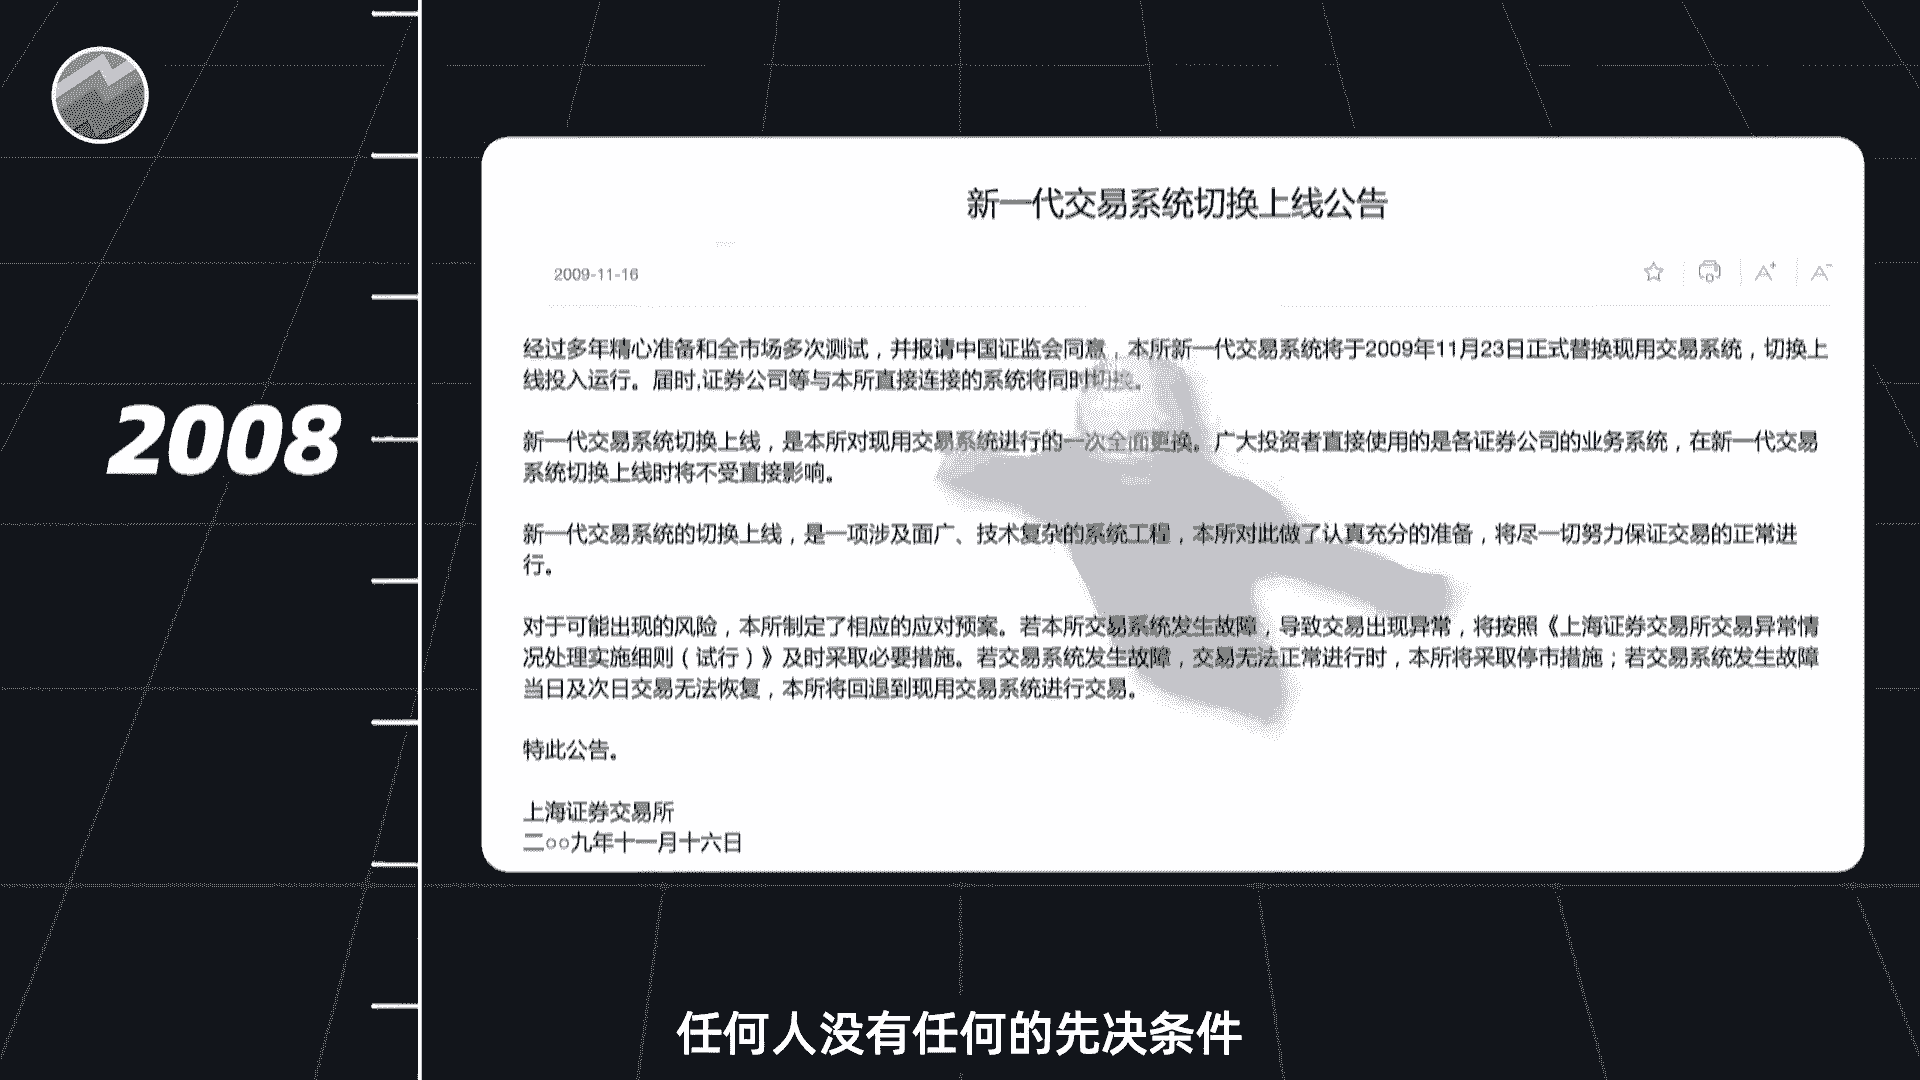 新一代交易系统切换上线公告
2009-11-16
A+
A-
经过多年精心准备和全市场多次测试，并报请中国证监会同意，本所新一代交易系统将于2009年11月23日正式替换现用交易系统，切换上
线投入运行。届时,证券公司等与本所直接连接的系统将同时切换。
新一代交易系统切换上线，是本所对现用交易系统进行的一次全面更换。广大投资者直接使用的是各证券公司的业务系统，在新一代交易
系统切换上线时将不受直接影响。
2008
新一代交易系统的切换上线，是一项涉及面广、技术复杂的系统工程，本所对此做了认真充分的准备，将尽一切努力保证交易的正常进
行。
对于可能出现的风险，本所制定了相应的应对预案。若本所交易系统发生故障，导致交易出现异常，将按照《上海证券交易所交易异常情
况处理实施细则（试行）》及时采取必要措施。若交易系统发生故障，交易无法正常进行时，本所将采取停市措施；若交易系统发生故障
当日及次日交易无法恢复，本所将回退到现用交易系统进行交易。
特此公告。
上海证券交易所
二○○九年十一月十六日
任何人没有任何的先决条件